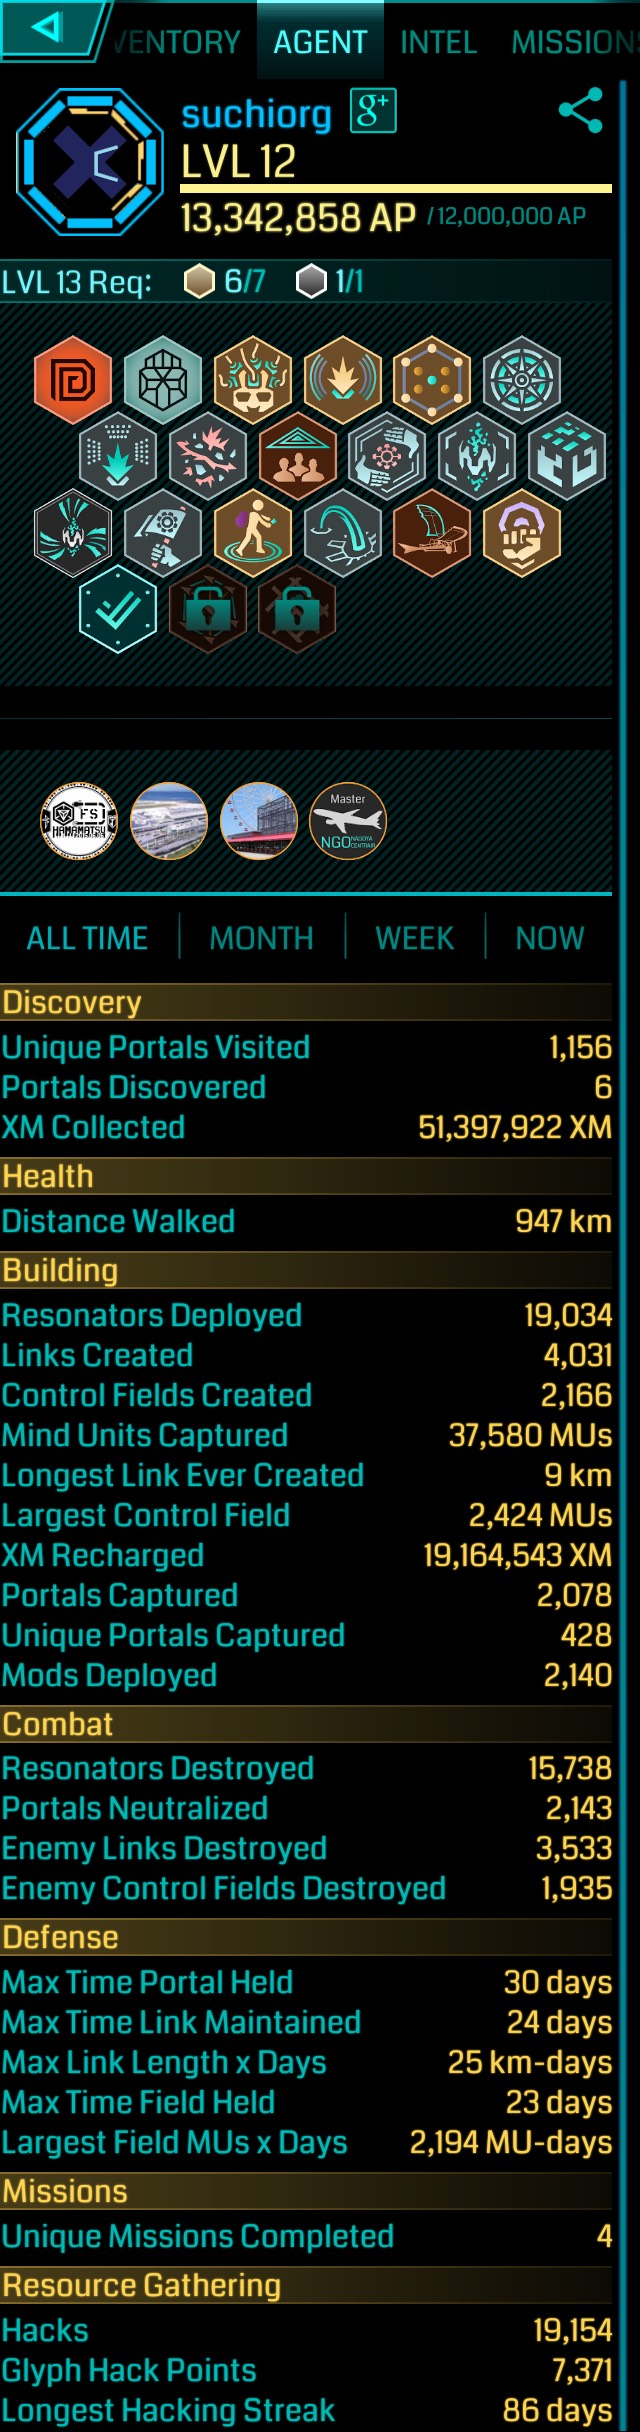 VENTORY AGENT INTEL MISSIONS
suchiorg g+
LVL 12
13,342,858 AP / 12,000,000 AP
LVL 13 Req: 6/7 1/1
FS
HAMAMATSU
Master
NGO NAGOYA
CENTRAIR
ALL TIME MONTH WEEK NOW
Discovery
Unique Portals Visited 1,156
Portals Discovered 6
XM Collected 51,397,922 XM
Health
Distance Walked 947 km
Building
Resonators Deployed 19,034
Links Created 4,031
Control Fields Created 2,166
Mind Units Captured 37,580 MUs
Longest Link Ever Created 9 km
Largest Control Field 2,424 MUs
XM Recharged 19,164,543 XM
Portals Captured 2,078
Unique Portals Captured 428
Mods Deployed 2,140
Combat
Resonators Destroyed 15,738
Portals Neutralized 2,143
Enemy Links Destroyed 3,533
Enemy Control Fields Destroyed 1,935
Defense
Max Time Portal Held 30 days
Max Time Link Maintained 24 days
Max Link Length x Days 25 km-days
Max Time Field Held 23 days
Largest Field MUs x Days 2,194 MU-days
Missions
Unique Missions Completed 4
Resource Gathering
Hacks 19,154
Glyph Hack Points 7,371
Longest Hacking Streak 86 days